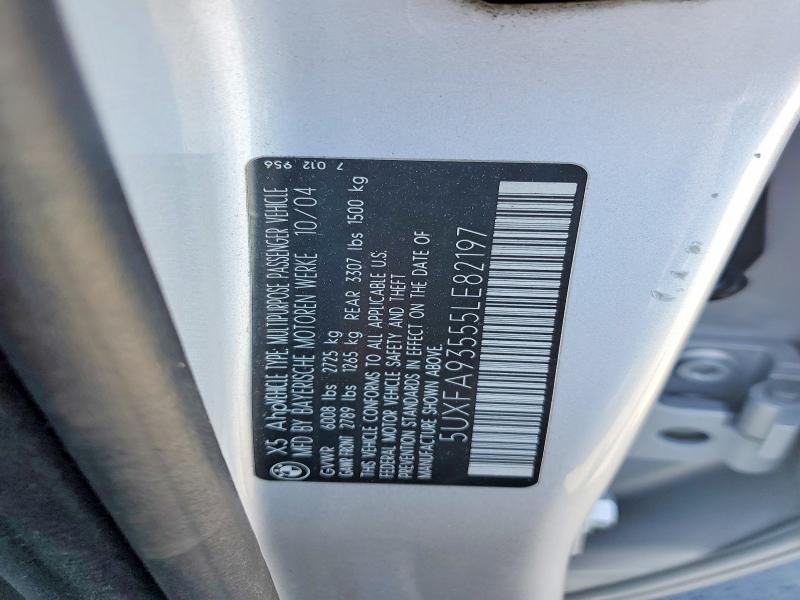 X5 VEHICLE TYPE: MULTIPURPOSE PASSENGER VEHICLE
MFD BY BAYERISCHE MOTOREN WERKE 10/04
GVWR 6008 lbs 2725 kg
GAWR FRONT 2789 lbs 1265 kg REAR 3307 lbs 1500 kg
THIS VEHICLE CONFORMS TO ALL APPLICABLE U.S.
FEDERAL MOTOR VEHICLE SAFETY AND THEFT
PREVENTION STANDARDS IN EFFECT ON THE DATE OF
MANUFACTURE SHOWN ABOVE.
5UXFA93555LE82197
7 012 956